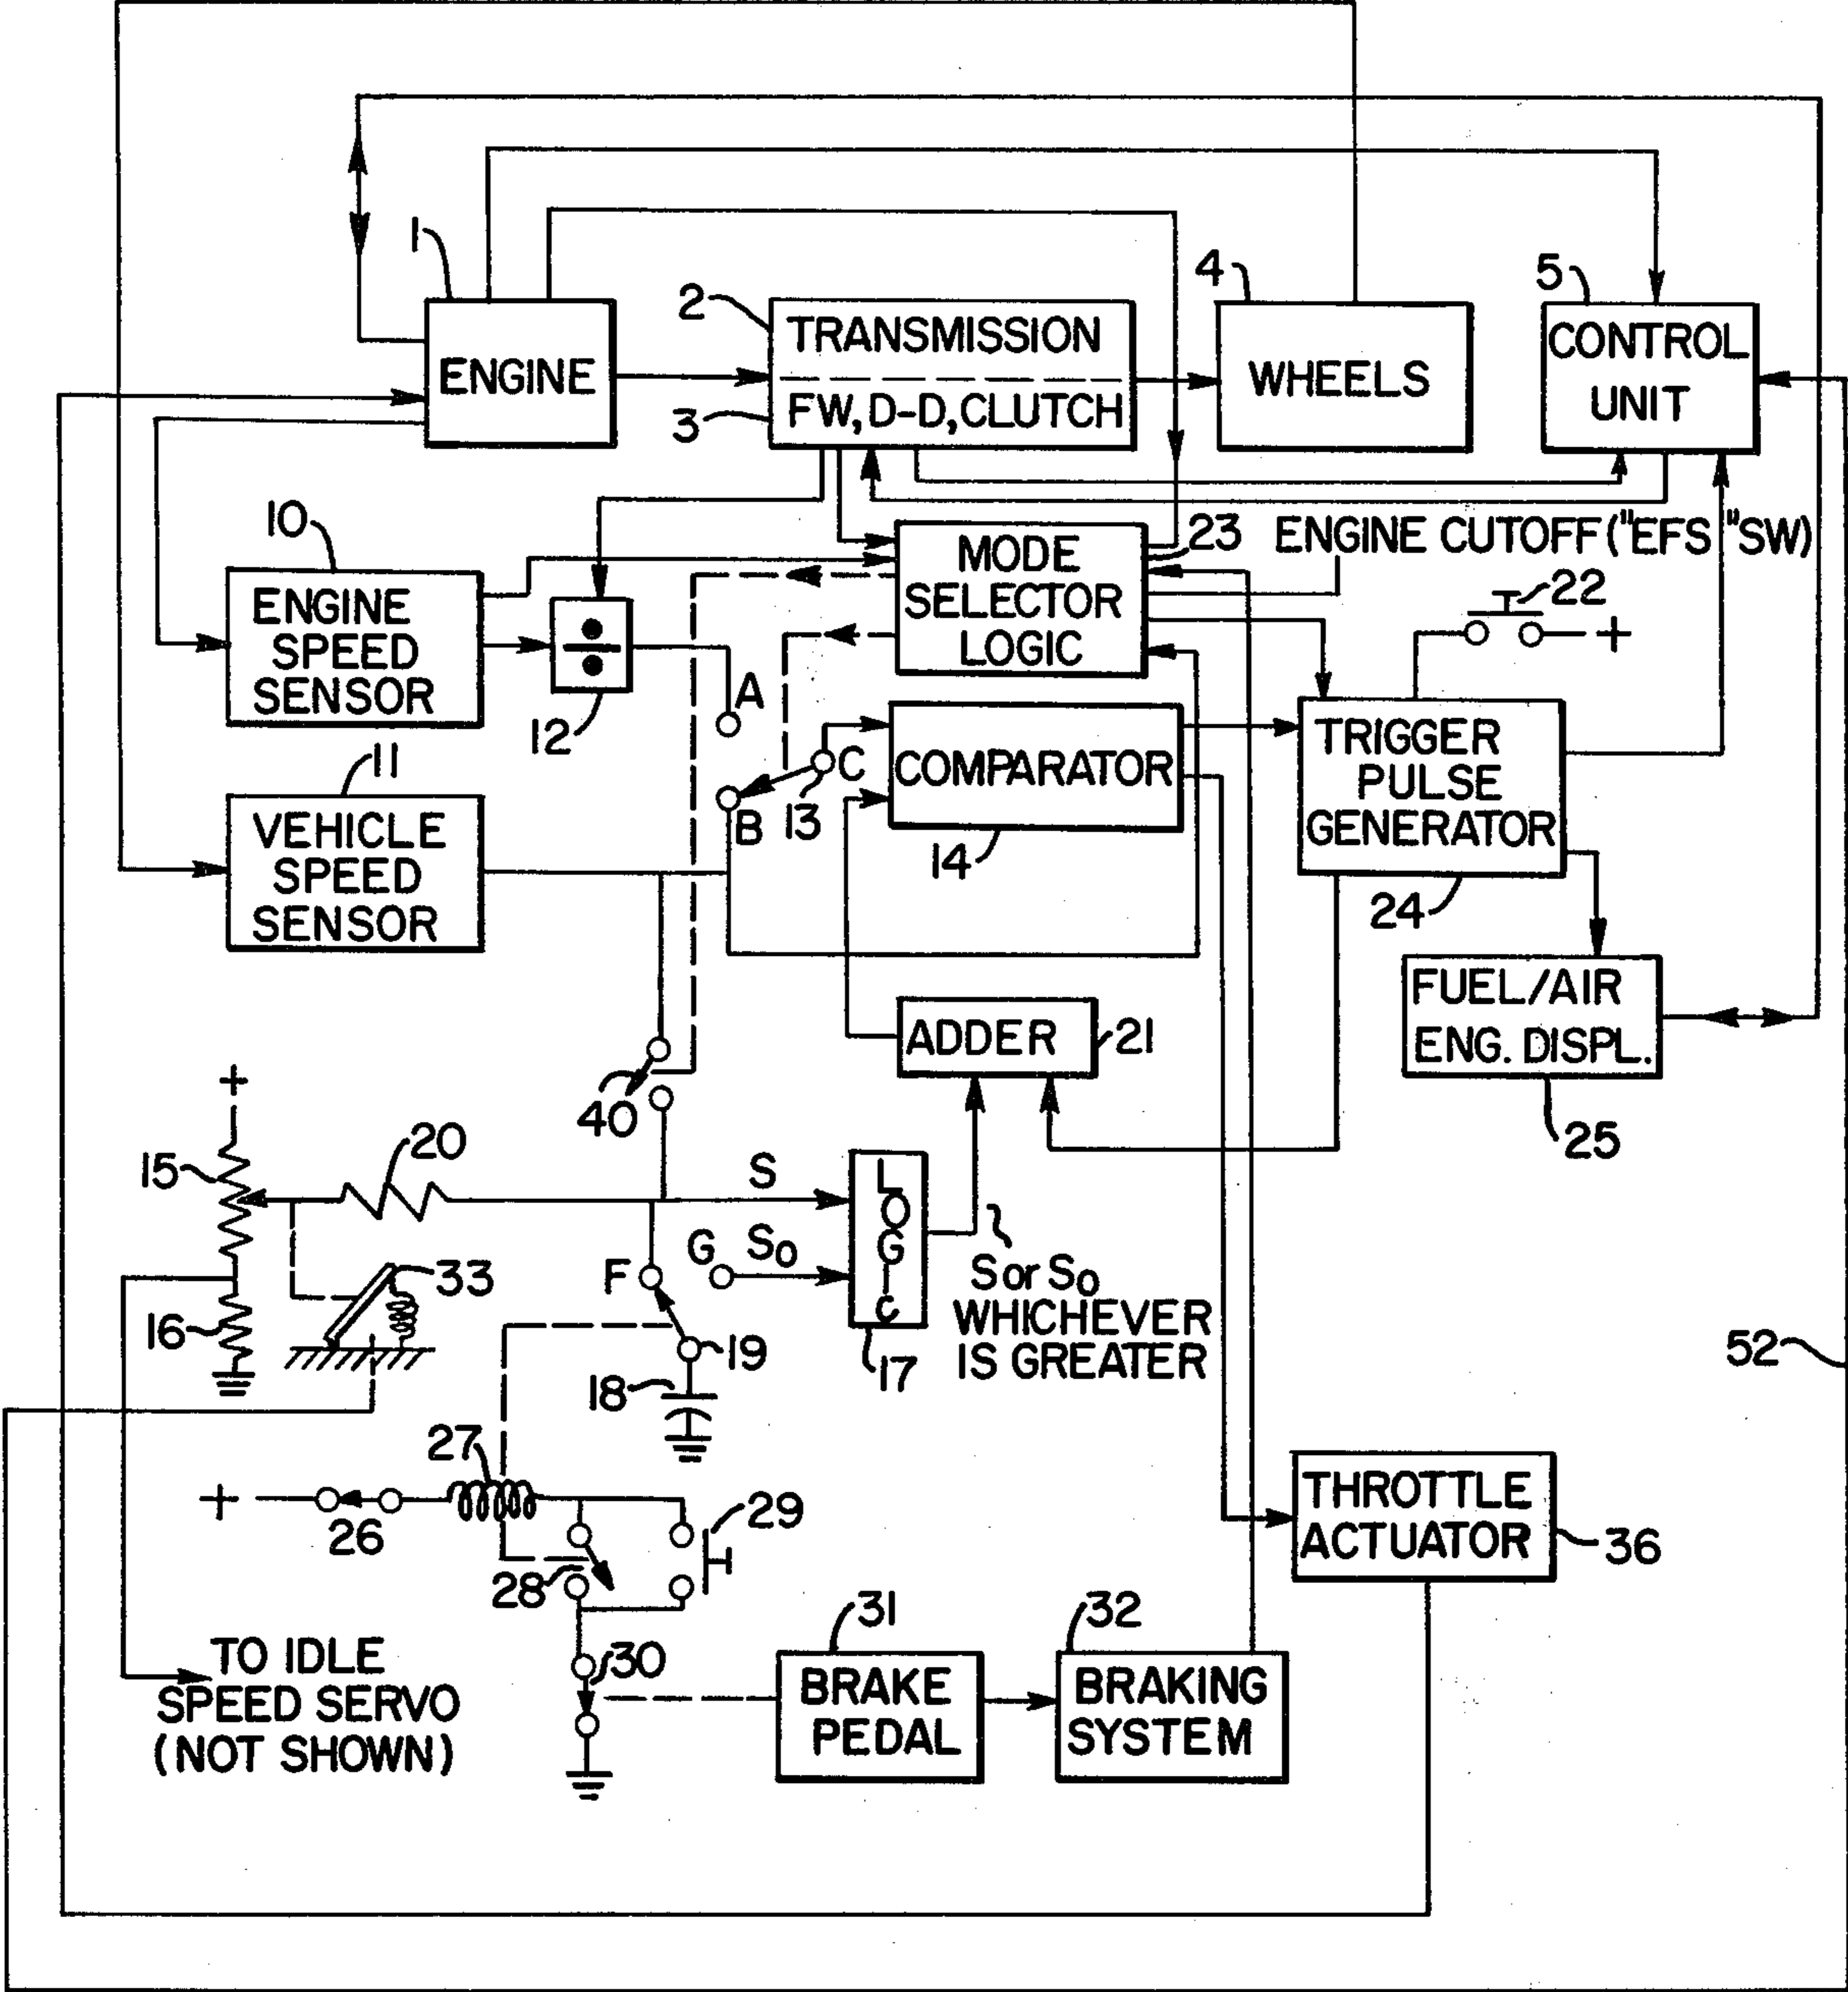 1
2
TRANSMISSION
4
5
CONTROL
UNIT
ENGINE
WHEELS
3
FW, D-D, CLUTCH
10
ENGINE
SPEED
SENSOR
12
MODE
SELECTOR
LOGIC
23
ENGINE CUTOFF ("EFS "SW)
22
+
A
B
C
13
COMPARATOR
14
TRIGGER
PULSE
GENERATOR
24
11
VEHICLE
SPEED
SENSOR
FUEL/AIR
ENG. DISPL.
25
ADDER
21
40
+
15
20
S
G
So
F
LOGIC
17
S or So
WHICHEVER
IS GREATER
16
33
19
18
52
27
+
26
28
29
30
THROTTLE
ACTUATOR
36
31
BRAKE
PEDAL
32
BRAKING
SYSTEM
TO IDLE
SPEED SERVO
(NOT SHOWN)